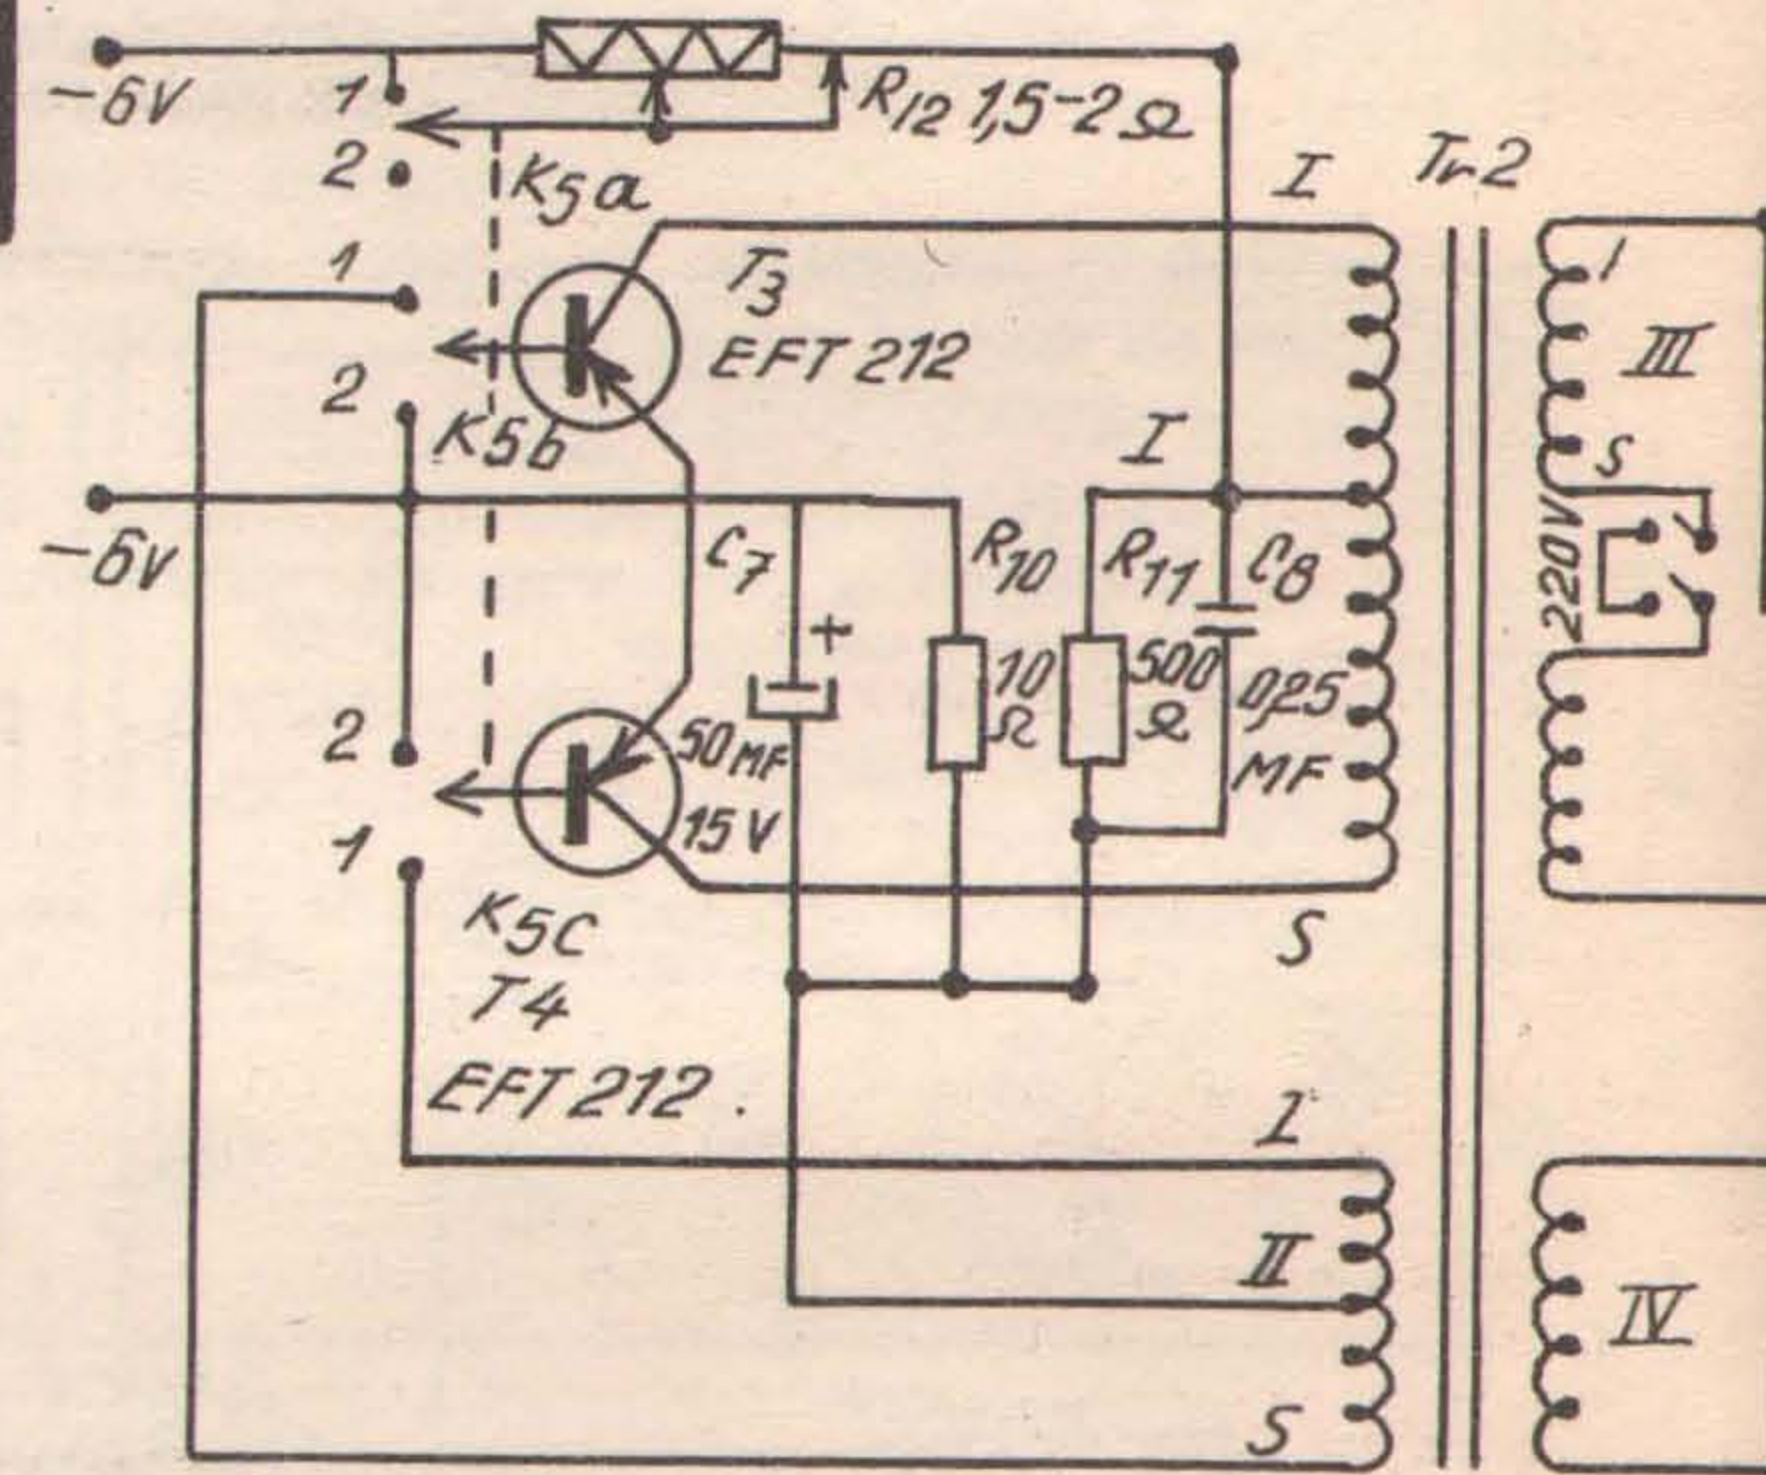 -6V
1
2
K5a
R12 1,5-2 Ω
I
Tr2
1
2
K5b
T3
EFT 212
I
III
S
220V
I
-6V
C7
+
50MF
15V
R10
10
Ω
R11
500
Ω
C8
0,25
MF
2
1
K5C
T4
EFT 212
S
I
II
S
IV